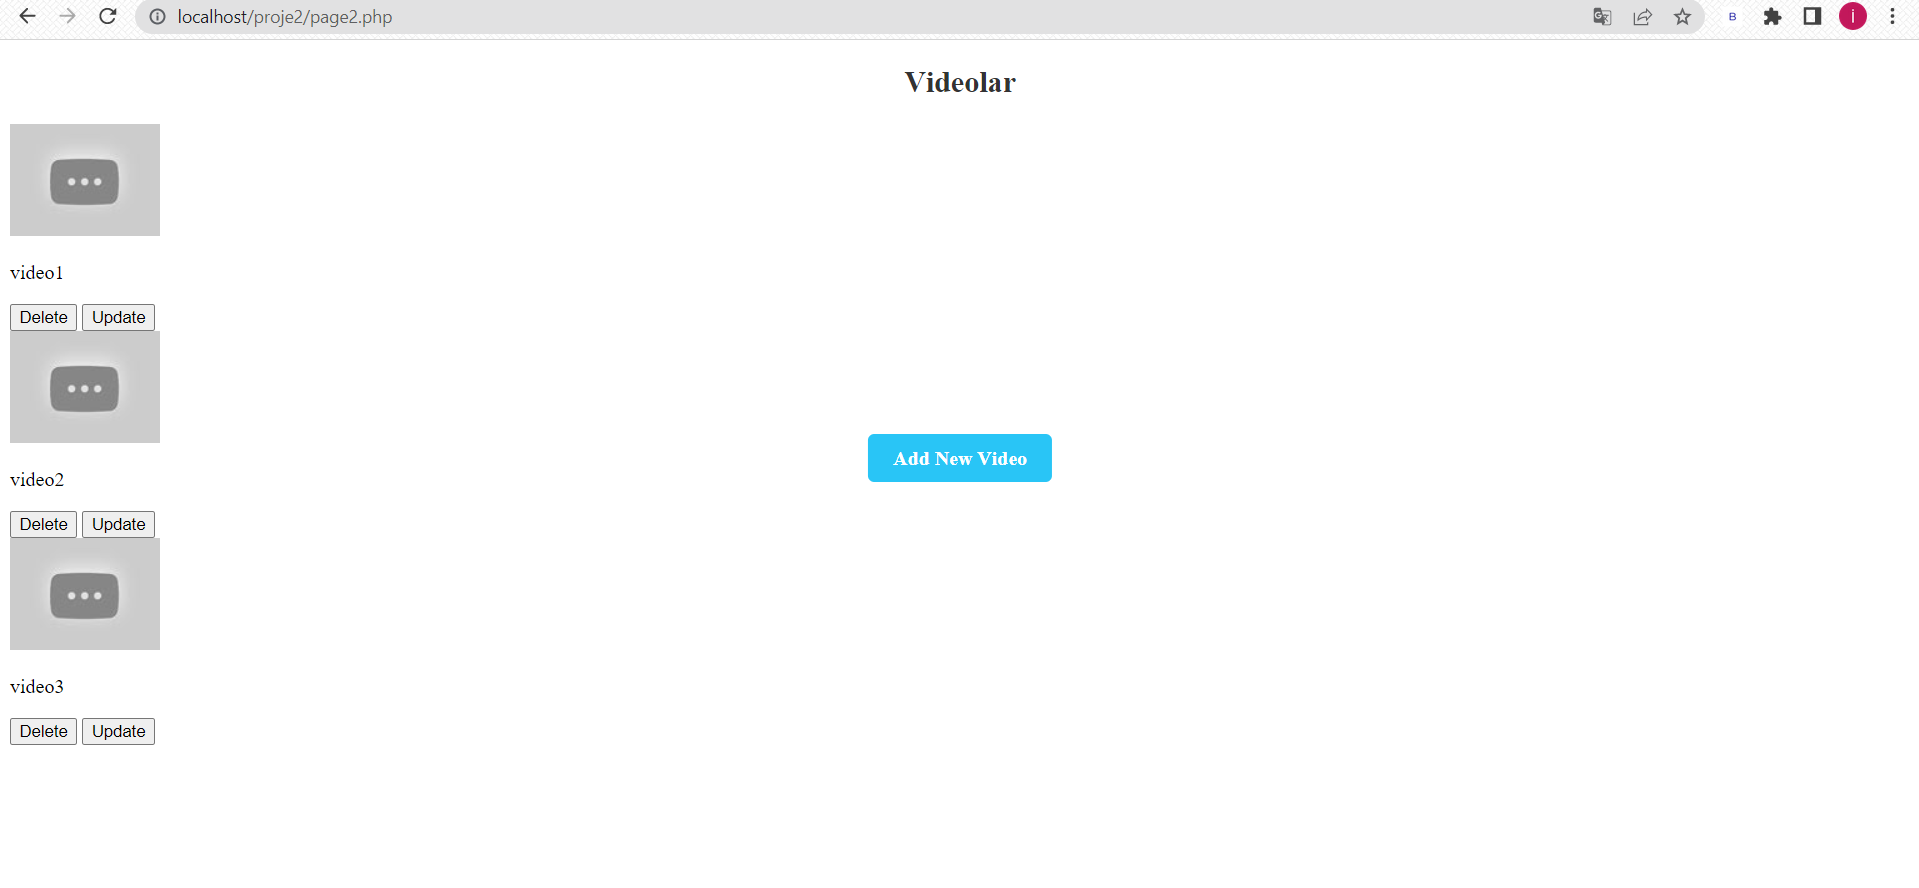 localhost/proje2/page2.php
B
i
Videolar
video1
Delete Update
video2
Delete Update
Add New Video
video3
Delete Update